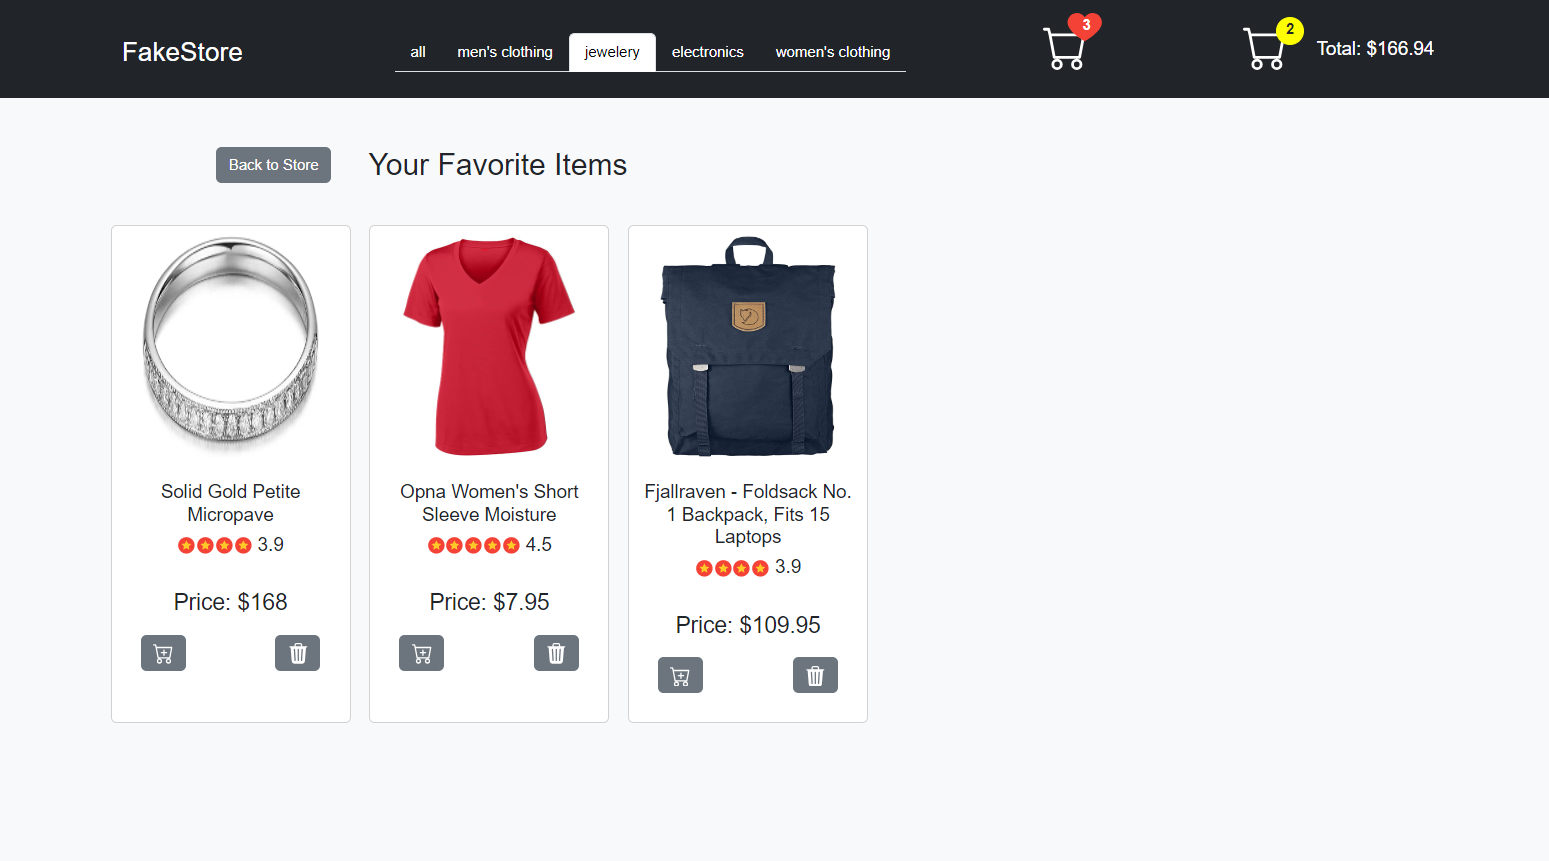 FakeStore
all
men's clothing
jewelery
electronics
women's clothing
3
2
Total: $166.94
Back to Store
Your Favorite Items
Solid Gold Petite
Micropave
3.9
Price: $168
Opna Women's Short
Sleeve Moisture
4.5
Price: $7.95
Fjallraven - Foldsack No.
1 Backpack, Fits 15
Laptops
3.9
Price: $109.95